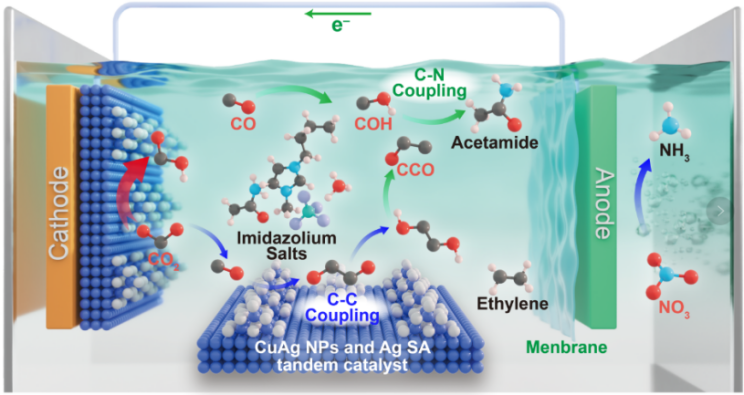 e⁻
C-N
Coupling
CO
COH
Acetamide
NH₃
CCO
Cathode
Anode
CO₂
Imidazolium
Salts
C-C
Coupling
Ethylene
NO₃
CuAg NPs and Ag SA
tandem catalyst
Menbrane